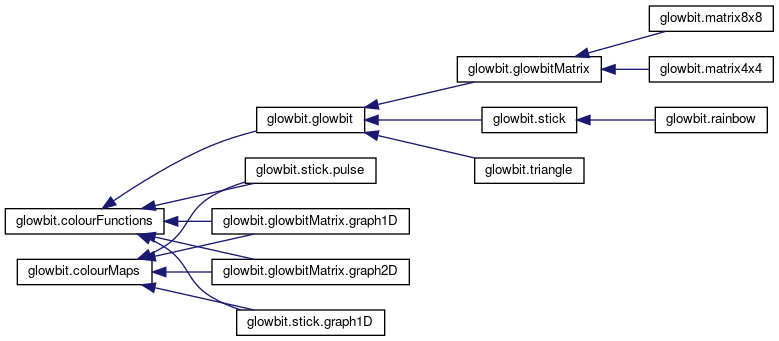 glowbit.matrix8x8
glowbit.glowbitMatrix
glowbit.matrix4x4
glowbit.glowbit
glowbit.stick
glowbit.rainbow
glowbit.stick.pulse
glowbit.triangle
glowbit.colourFunctions
glowbit.glowbitMatrix.graph1D
glowbit.colourMaps
glowbit.glowbitMatrix.graph2D
glowbit.stick.graph1D